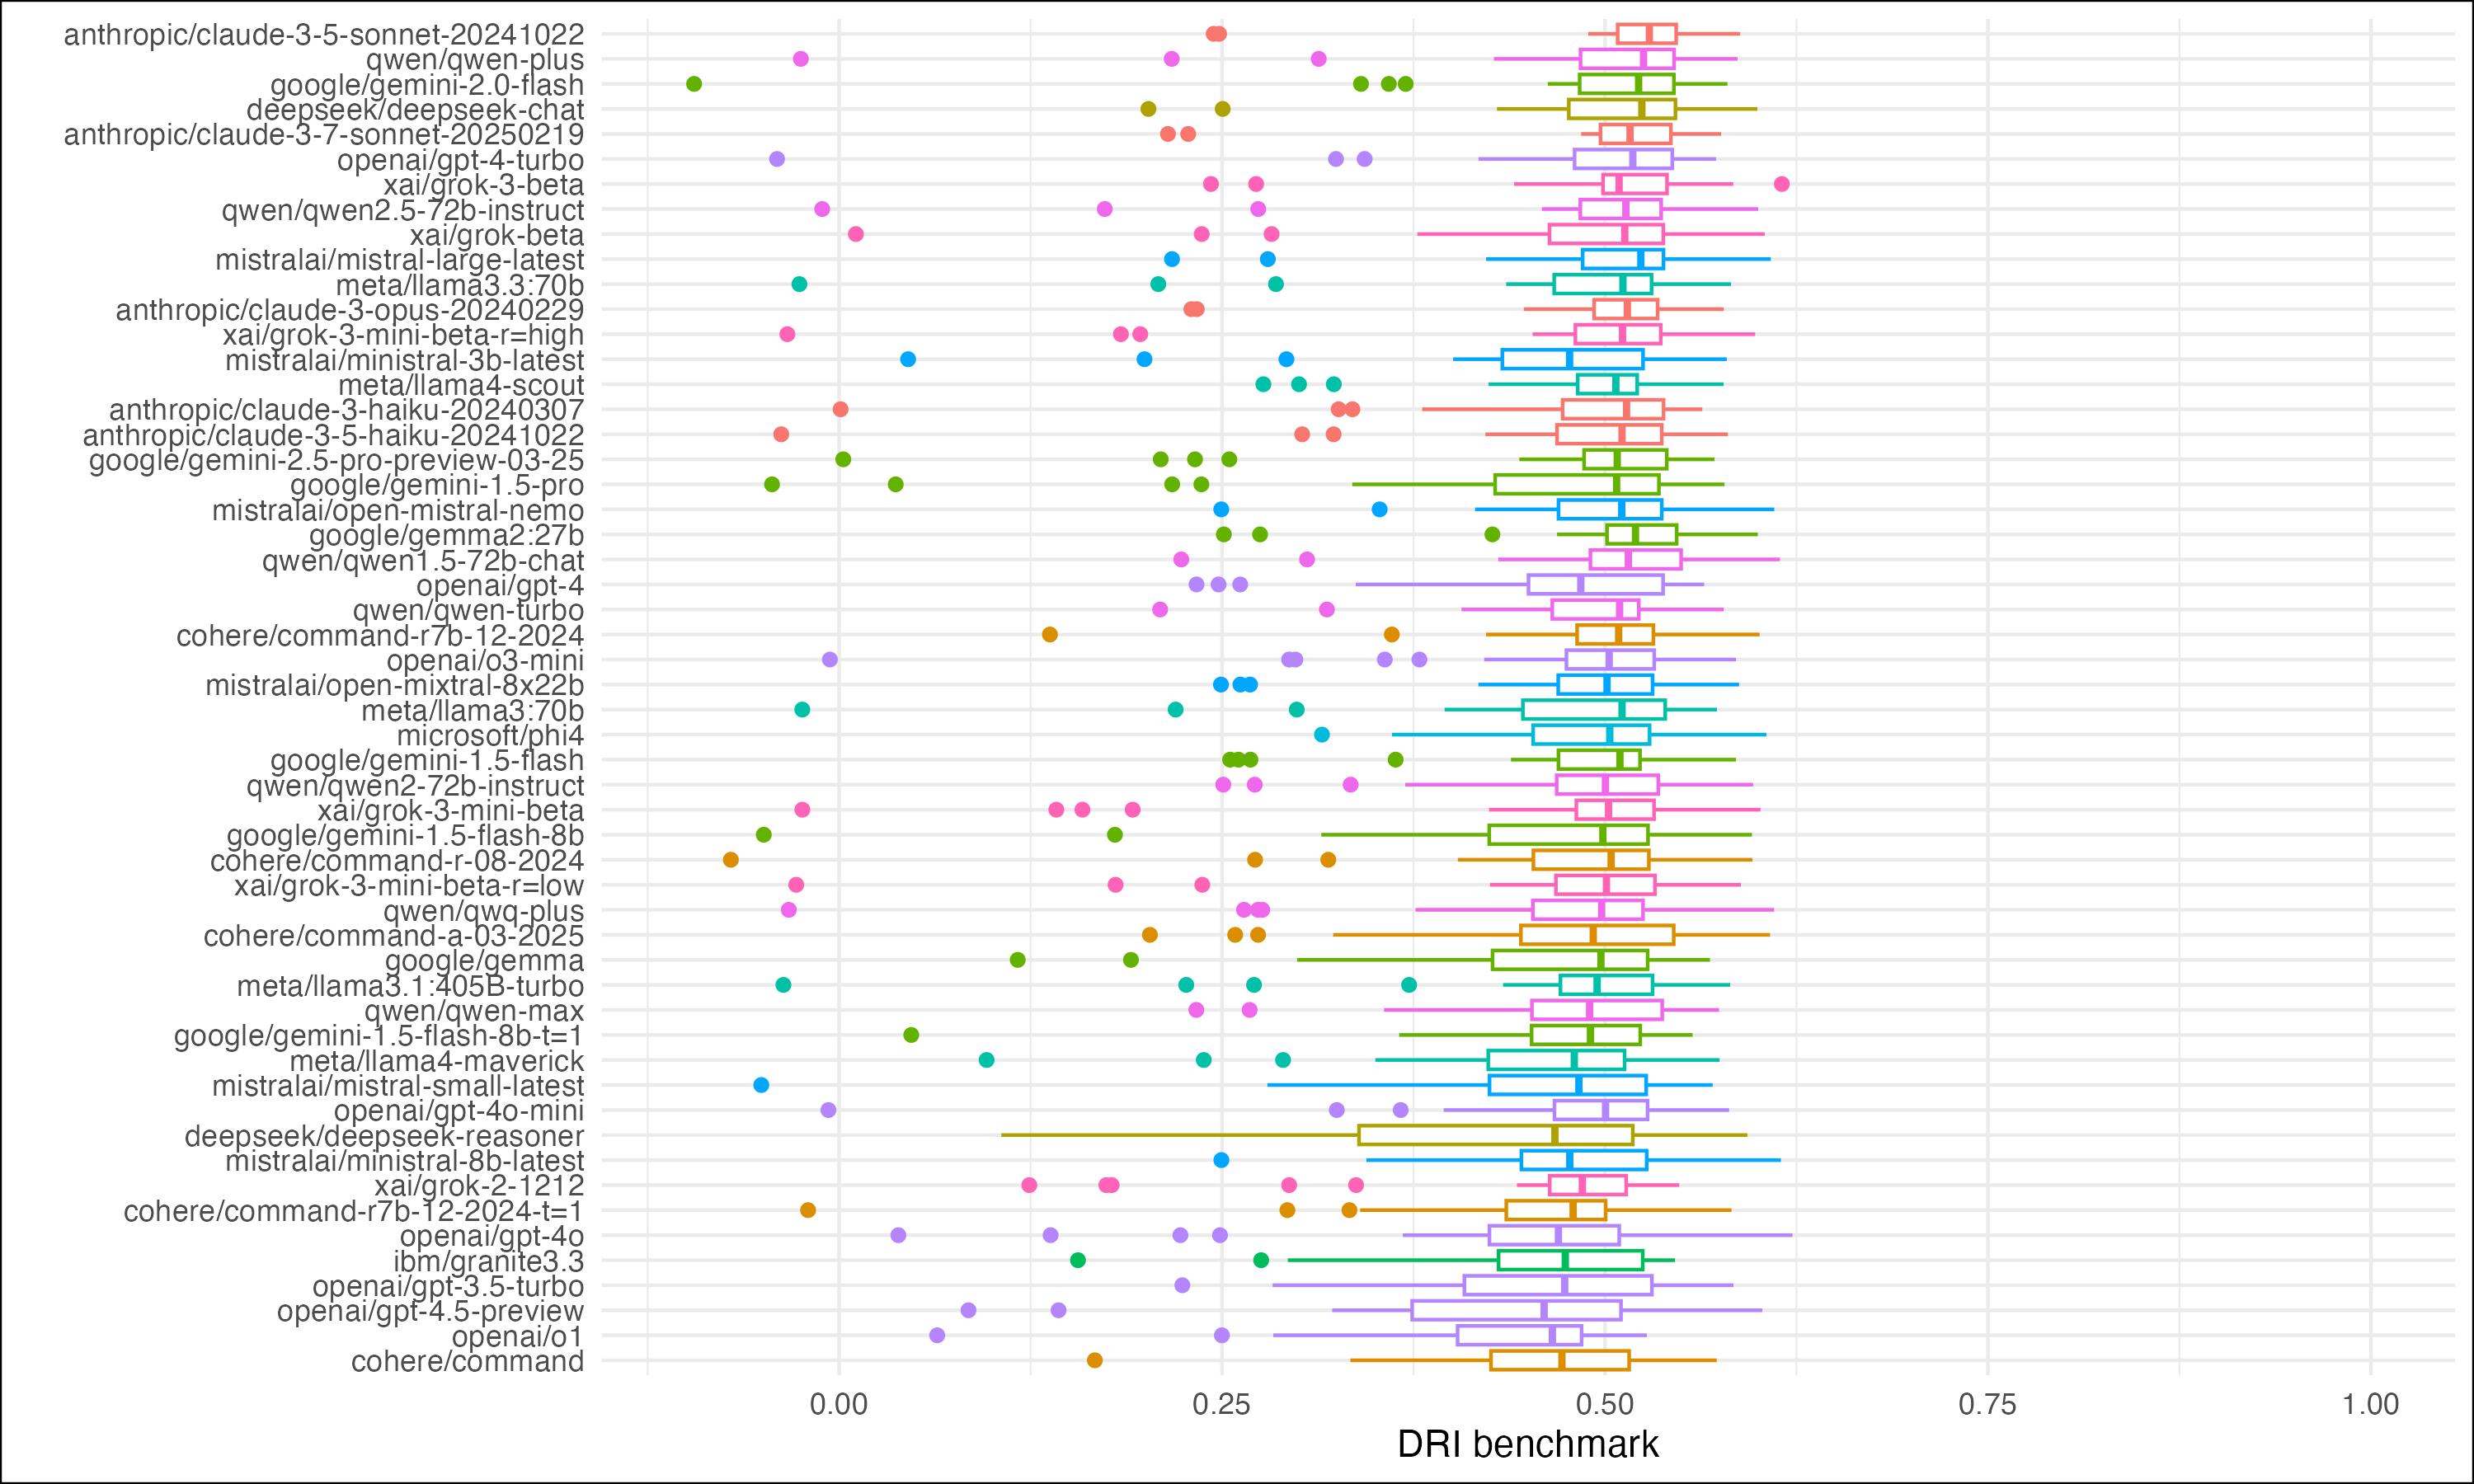 anthropic/claude-3-5-sonnet-20241022
qwen/qwen-plus
google/gemini-2.0-flash
deepseek/deepseek-chat
anthropic/claude-3-7-sonnet-20250219
openai/gpt-4-turbo
xai/grok-3-beta
qwen/qwen2.5-72b-instruct
xai/grok-beta
mistralai/mistral-large-latest
meta/llama3.3:70b
anthropic/claude-3-opus-20240229
xai/grok-3-mini-beta-r=high
mistralai/ministral-3b-latest
meta/llama4-scout
anthropic/claude-3-haiku-20240307
anthropic/claude-3-5-haiku-20241022
google/gemini-2.5-pro-preview-03-25
google/gemini-1.5-pro
mistralai/open-mistral-nemo
google/gemma2:27b
qwen/qwen1.5-72b-chat
openai/gpt-4
qwen/qwen-turbo
cohere/command-r7b-12-2024
openai/o3-mini
mistralai/open-mixtral-8x22b
meta/llama3:70b
microsoft/phi4
google/gemini-1.5-flash
qwen/qwen2-72b-instruct
xai/grok-3-mini-beta
google/gemini-1.5-flash-8b
cohere/command-r-08-2024
xai/grok-3-mini-beta-r=low
qwen/qwq-plus
cohere/command-a-03-2025
google/gemma
meta/llama3.1:405B-turbo
qwen/qwen-max
google/gemini-1.5-flash-8b-t=1
meta/llama4-maverick
mistralai/mistral-small-latest
openai/gpt-4o-mini
deepseek/deepseek-reasoner
mistralai/ministral-8b-latest
xai/grok-2-1212
cohere/command-r7b-12-2024-t=1
openai/gpt-4o
ibm/granite3.3
openai/gpt-3.5-turbo
openai/gpt-4.5-preview
openai/o1
cohere/command
0.00 0.25 0.50 0.75 1.00
DRI benchmark